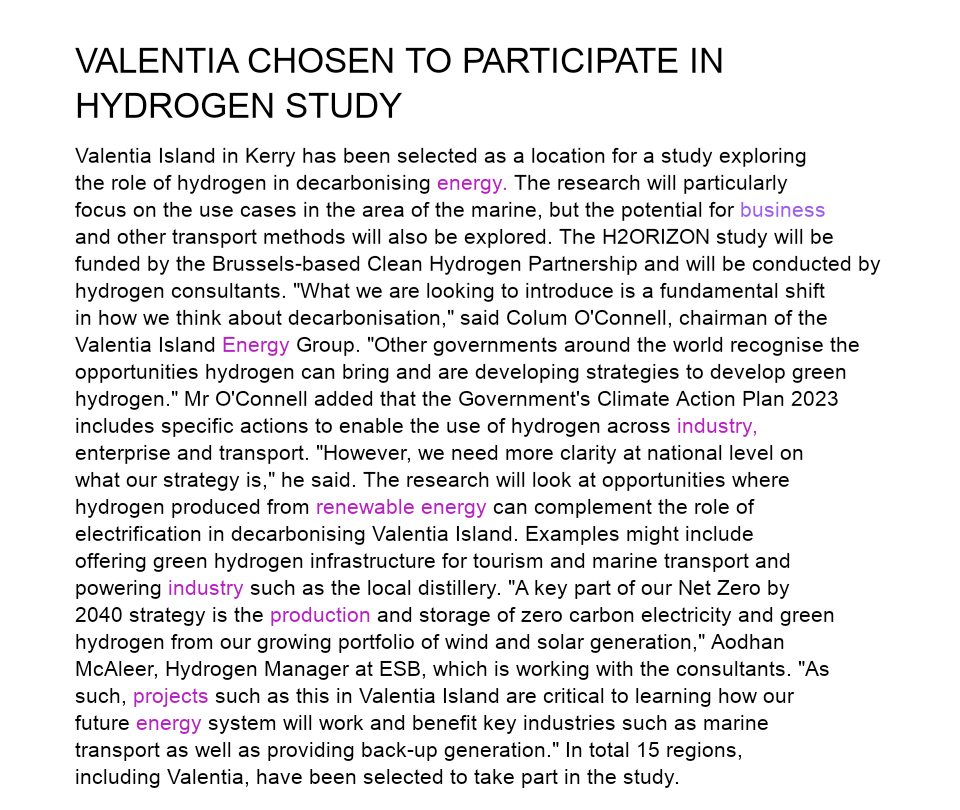 VALENTIA CHOSEN TO PARTICIPATE IN
HYDROGEN STUDY
Valentia Island in Kerry has been selected as a location for a study exploring
the role of hydrogen in decarbonising energy. The research will particularly
focus on the use cases in the area of the marine, but the potential for business
and other transport methods will also be explored. The H2ORIZON study will be
funded by the Brussels-based Clean Hydrogen Partnership and will be conducted by
hydrogen consultants. "What we are looking to introduce is a fundamental shift
in how we think about decarbonisation," said Colum O'Connell, chairman of the
Valentia Island Energy Group. "Other governments around the world recognise the
opportunities hydrogen can bring and are developing strategies to develop green
hydrogen." Mr O'Connell added that the Government's Climate Action Plan 2023
includes specific actions to enable the use of hydrogen across industry,
enterprise and transport. "However, we need more clarity at national level on
what our strategy is," he said. The research will look at opportunities where
hydrogen produced from renewable energy can complement the role of
electrification in decarbonising Valentia Island. Examples might include
offering green hydrogen infrastructure for tourism and marine transport and
powering industry such as the local distillery. "A key part of our Net Zero by
2040 strategy is the production and storage of zero carbon electricity and green
hydrogen from our growing portfolio of wind and solar generation," Aodhan
McAleer, Hydrogen Manager at ESB, which is working with the consultants. "As
such, projects such as this in Valentia Island are critical to learning how our
future energy system will work and benefit key industries such as marine
transport as well as providing back-up generation." In total 15 regions,
including Valentia, have been selected to take part in the study.